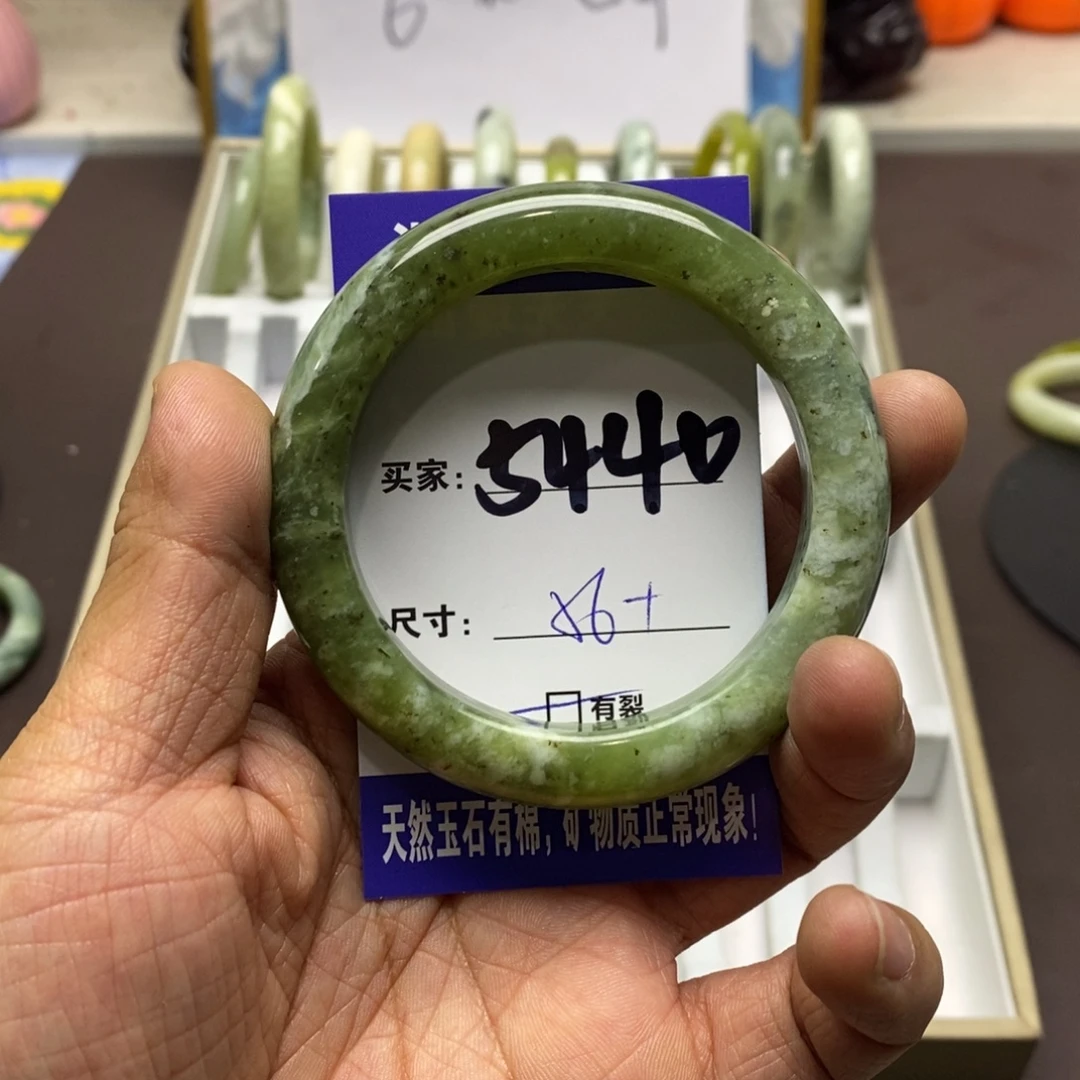 买家: 5440
尺寸: 56+
有裂
天然玉石有棉,矿物质正常现象!